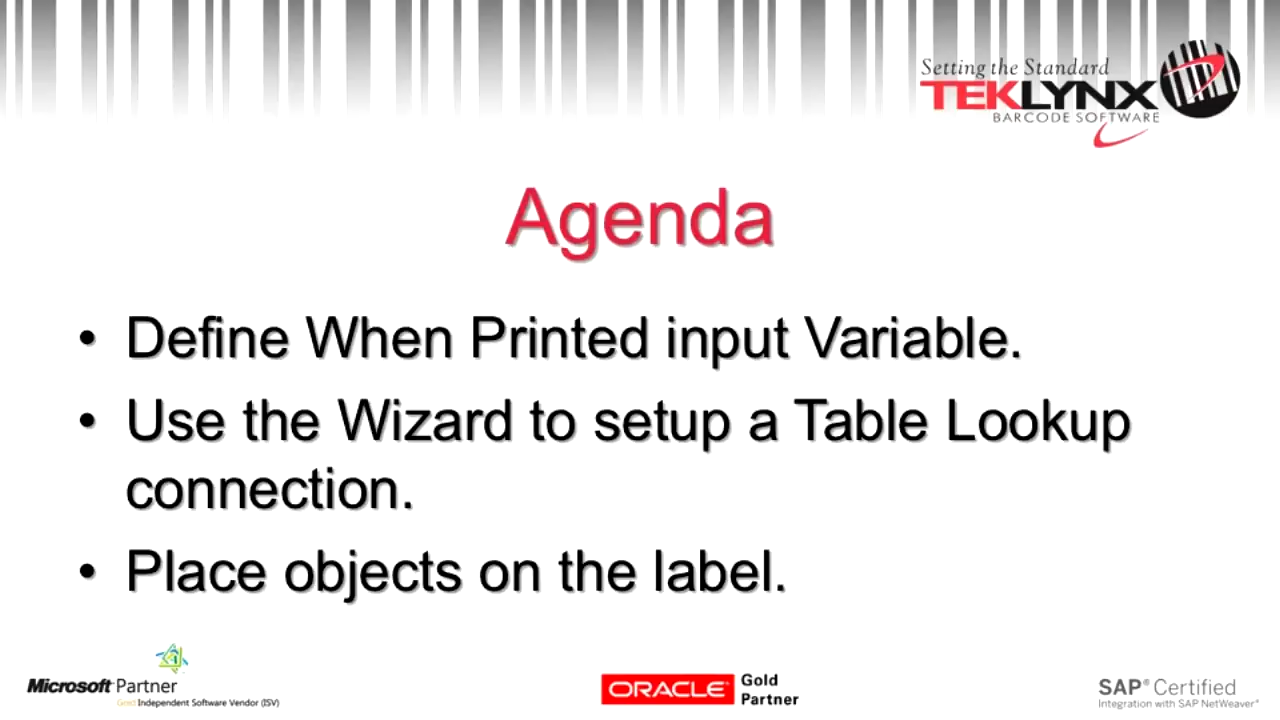 Setting the Standard
TEKLYNX
BARCODE SOFTWARE
Agenda
• Define When Printed input Variable.
• Use the Wizard to setup a Table Lookup
connection.
• Place objects on the label.
Microsoft Partner
Gold Independent Software Vendor (ISV)
ORACLE Gold
Partner
SAP® Certified
Integration with SAP NetWeaver®